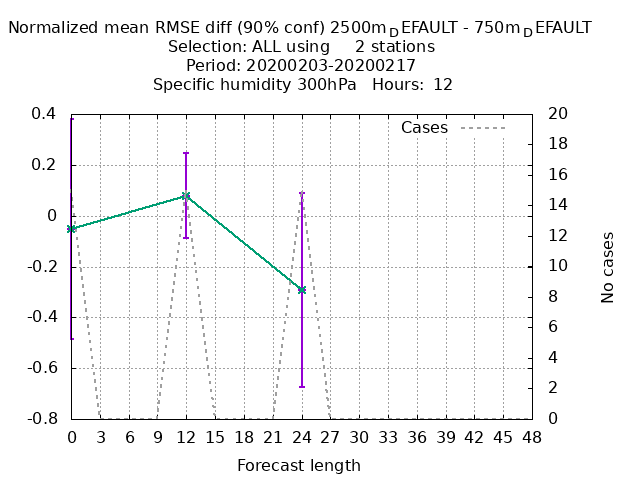 Normalized mean RMSE diff (90% conf) 2500m_DEFAULT - 750m_DEFAULT
Selection: ALL using 2 stations
Period: 20200203-20200217
Specific humidity 300hPa Hours: 12
Cases
0.4
0.2
0
-0.2
-0.4
-0.6
-0.8
20
18
16
14
12
10
8
6
4
2
0
No cases
0 3 6 9 12 15 18 21 24 27 30 33 36 39 42 45 48
Forecast length